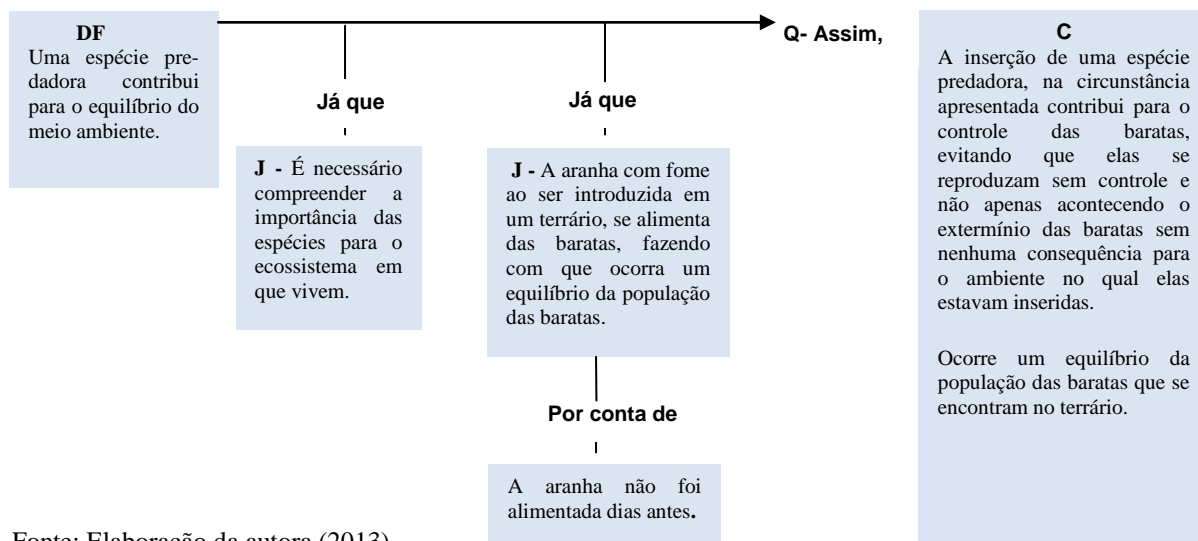 DF
Uma espécie pre-
dadora contribui
para o equilíbrio do
meio ambiente.
Q- Assim,
Já que
J - É necessário
compreender a
importância das
espécies para o
ecossistema em
que vivem.
Já que
J - A aranha com fome
ao ser introduzida em
um terrário, se alimenta
das baratas, fazendo
com que ocorra um
equilíbrio da população
das baratas.
Por conta de
A aranha não foi
alimentada dias antes.
C
A inserção de uma espécie
predadora, na circunstância
apresentada contribui para o
controle das baratas,
evitando que elas se
reproduzam sem controle e
não apenas acontecendo o
extermínio das baratas sem
nenhuma consequência para
o ambiente no qual elas
estavam inseridas.
Ocorre um equilíbrio da
população das baratas que se
encontram no terrário.
Fonte: Elaboração da autora (2013)